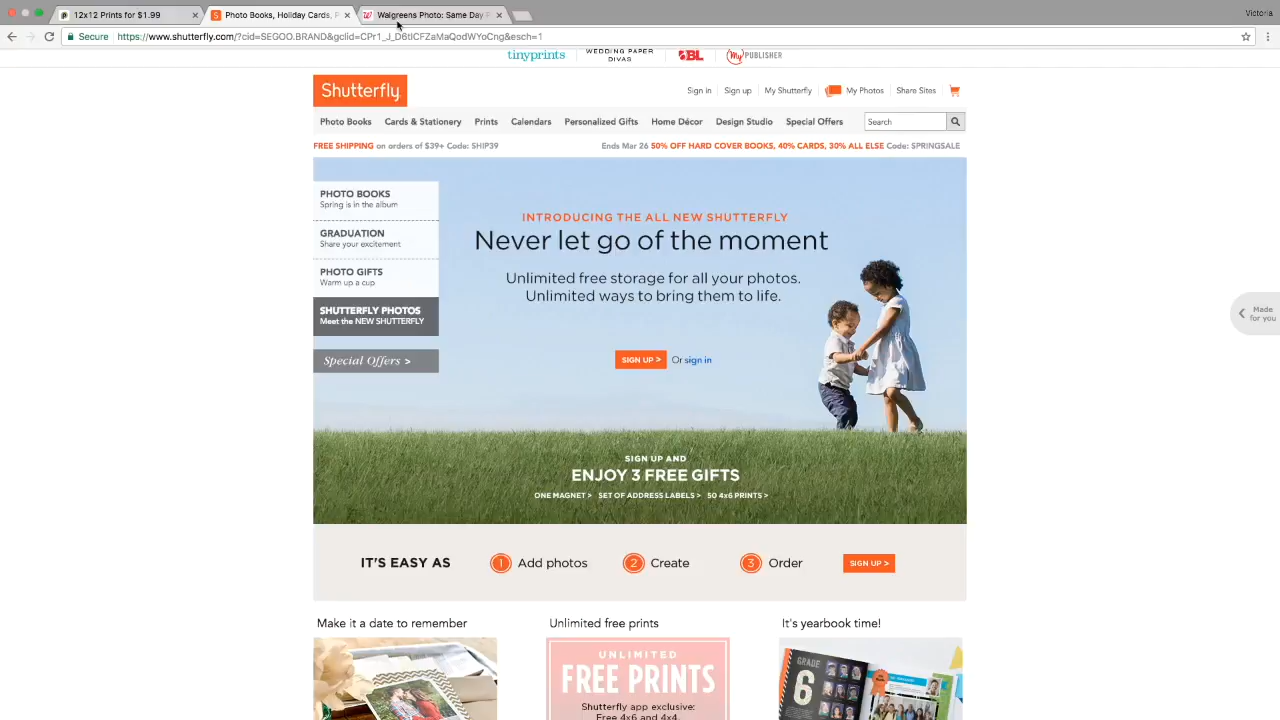 12x12 Prints for $1.99
Photo Books, Holiday Cards, P
Walgreens Photo: Same Day P
Victoria
Secure
https://www.shutterfly.com/?cid=SEGOO.BRAND&gclid=CPr1_J_D6tICFZaMaQodWYoCng&esch=1
tinyprints
WEDDING PAPER
DIVAS
BL
My PUBLISHER
Shutterfly
Sign in
Sign up
My Shutterfly
My Photos
Share Sites
Photo Books
Cards & Stationery
Prints
Calendars
Personalized Gifts
Home Décor
Design Studio
Special Offers
Search
FREE SHIPPING on orders of $39+ Code: SHIP39
Ends Mar 26 50% OFF HARD COVER BOOKS, 40% CARDS, 30% ALL ELSE Code: SPRINGSALE
PHOTO BOOKS
Spring is in the album
GRADUATION
Share your excitement
PHOTO GIFTS
Warm up a cup
SHUTTERFLY PHOTOS
Meet the NEW SHUTTERFLY
Special Offers >
INTRODUCING THE ALL NEW SHUTTERFLY
Never let go of the moment
Unlimited free storage for all your photos.
Unlimited ways to bring them to life.
SIGN UP >
Or sign in
Made
for you
SIGN UP AND
ENJOY 3 FREE GIFTS
ONE MAGNET > SET OF ADDRESS LABELS > 50 4x6 PRINTS >
IT'S EASY AS
1 Add photos
2 Create
3 Order
SIGN UP >
Make it a date to remember
Unlimited free prints
It's yearbook time!
UNLIMITED
FREE PRINTS
Shutterfly app exclusive:
Free 4x6 and 4x4.
GRADE
6